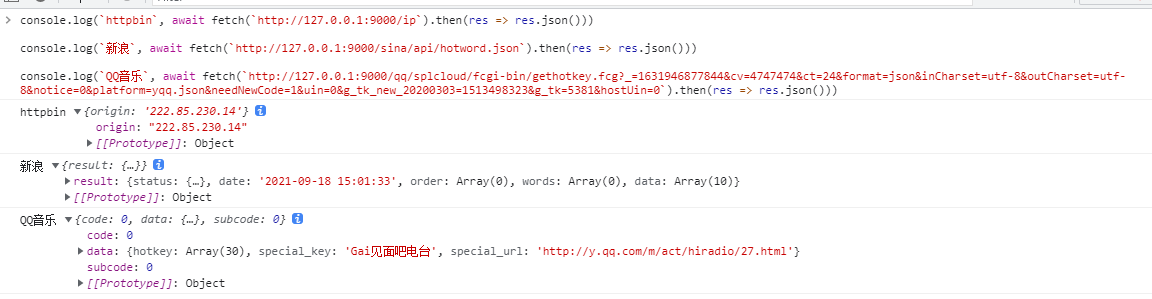 console.log(`httpbin`, await fetch(`http://127.0.0.1:9000/ip`).then(res => res.json()))
console.log(`新浪`, await fetch(`http://127.0.0.1:9000/sina/api/hotword.json`).then(res => res.json()))
console.log(`QQ音乐`, await fetch(`http://127.0.0.1:9000/qq/splcloud/fcgi-bin/gethotkey.fcg?_=1631946877844&cv=4747474&ct=24&format=json&inCharset=utf-8&outCharset=utf-
8&notice=0&platform=yqq.json&needNewCode=1&uin=0&g_tk_new_20200303=1513498323&g_tk=5381&hostUin=0`).then(res => res.json()))
httpbin ▼{origin: '222.85.230.14'}
origin: "222.85.230.14"
▶[[Prototype]]: Object
新浪 ▼{result: {…}}
▶result: {status: {…}, date: '2021-09-18 15:01:33', order: Array(0), words: Array(0), data: Array(10)}
▶[[Prototype]]: Object
QQ音乐 ▼{code: 0, data: {…}, subcode: 0}
code: 0
▶data: {hotkey: Array(30), special_key: 'Gai见面吧电台', special_url: 'http://y.qq.com/m/act/hiradio/27.html'}
subcode: 0
▶[[Prototype]]: Object